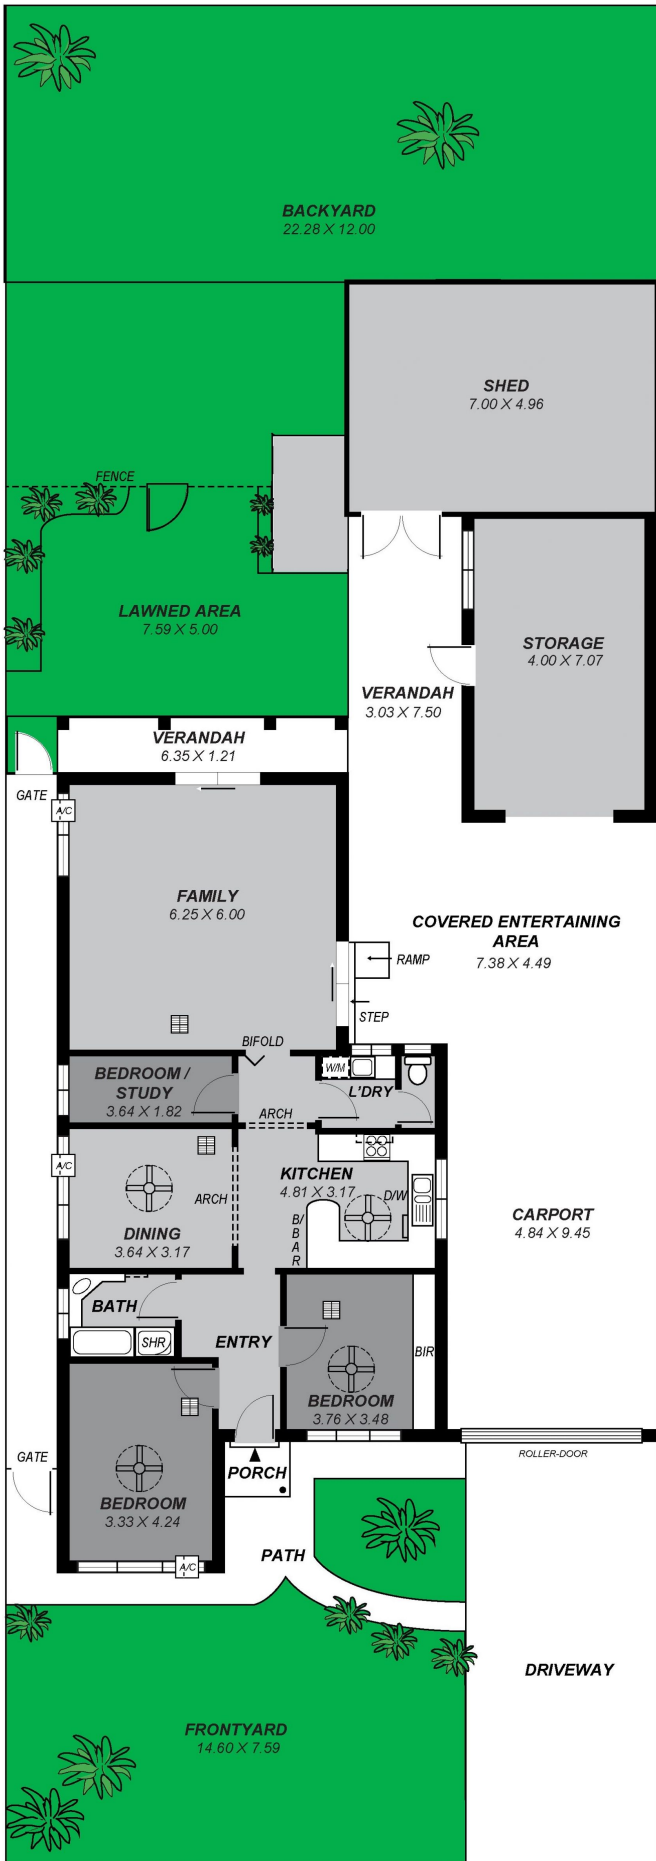 BACKYARD
22.28 X 12.00
SHED
7.00 X 4.96
FENCE
LAWNED AREA
7.59 X 5.00
STORAGE
4.00 X 7.07
VERANDAH
3.03 X 7.50
VERANDAH
6.35 X 1.21
GATE
A/C
FAMILY
6.25 X 6.00
COVERED ENTERTAINING
AREA
7.38 X 4.49
RAMP
STEP
BIFOLD
BEDROOM /
STUDY
3.64 X 1.82
W/M
L'DRY
ARCH
A/C
KITCHEN
4.81 X 3.17
D/W
ARCH
B/
B
A
R
DINING
3.64 X 3.17
CARPORT
4.84 X 9.45
BATH
SHR
ENTRY
BIR
BEDROOM
3.76 X 3.48
ROLLER-DOOR
GATE
PORCH
BEDROOM
3.33 X 4.24
A/C
PATH
DRIVEWAY
FRONTYARD
14.60 X 7.59